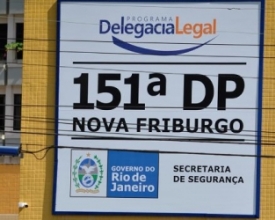 PROGRAMA
DelegaciaLegal
151ª DP
NOVA FRIBURGO
GOVERNO DO
Rio de
Janeiro
SECRETARIA
DE SEGURANÇA